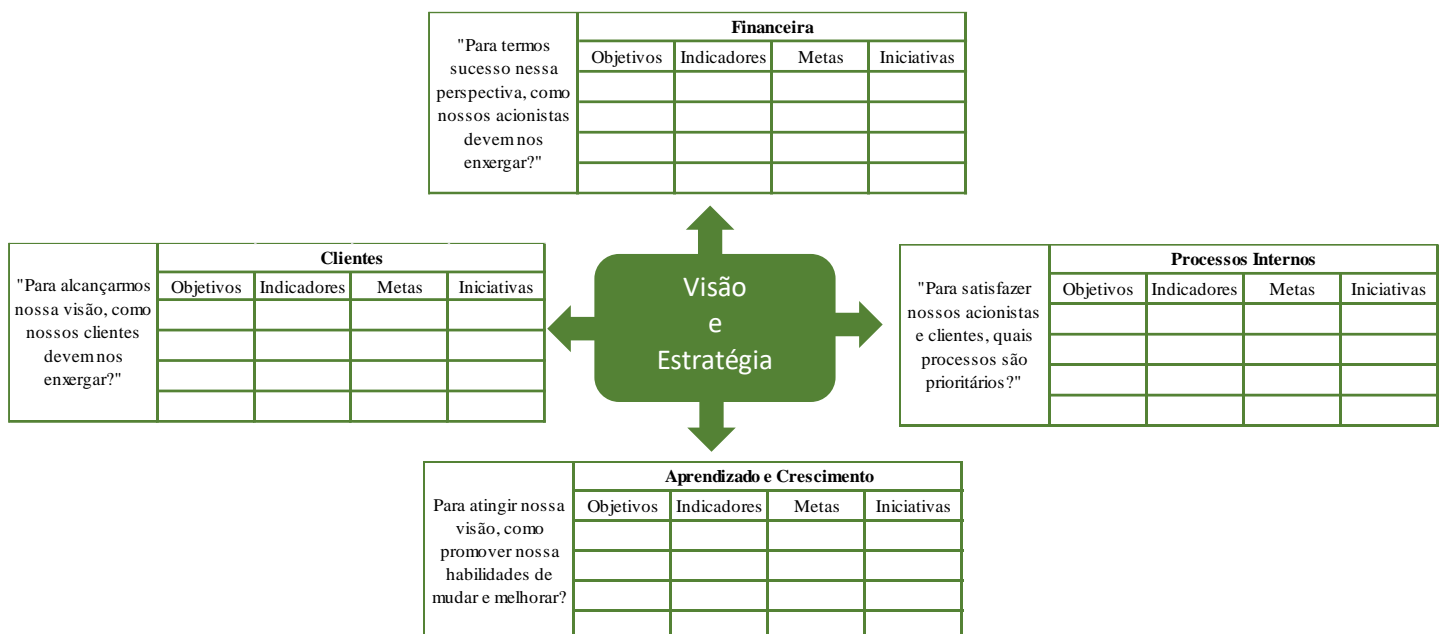 Financeira
"Para termos
sucesso nessa
perspectiva, como
nossos acionistas
devem nos
enxergar?"
Objetivos Indicadores Metas Iniciativas
Clientes
"Para alcançarmos
nossa visão, como
nossos clientes
devem nos
enxergar?"
Objetivos Indicadores Metas Iniciativas
Visão
e
Estratégia
Processos Internos
"Para satisfazer
nossos acionistas
e clientes, quais
processos são
prioritários?"
Objetivos Indicadores Metas Iniciativas
Aprendizado e Crescimento
Para atingir nossa
visão, como
promover nossa
habilidades de
mudar e melhorar?
Objetivos Indicadores Metas Iniciativas